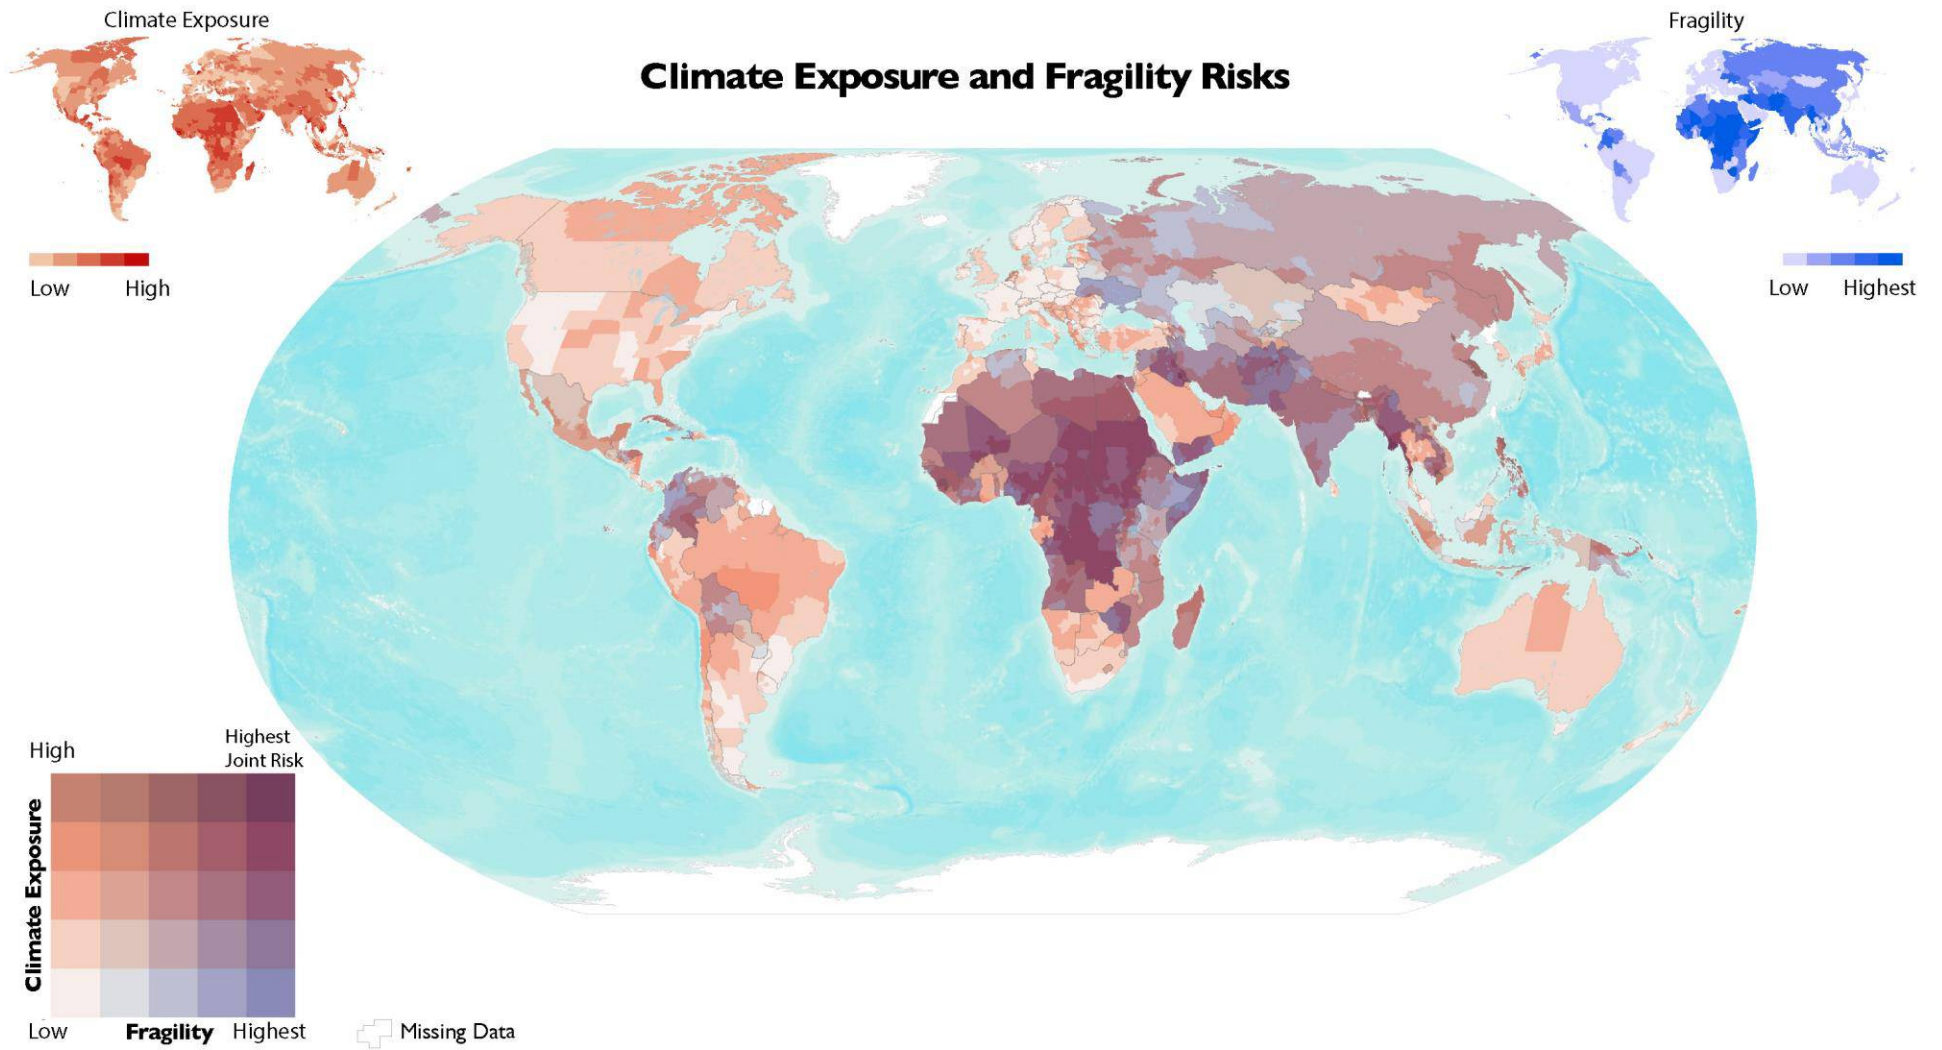 Climate Exposure
Fragility
Climate Exposure and Fragility Risks
Low High
Low Highest
High
Highest
Joint Risk
Climate Exposure
Low Fragility Highest
Missing Data